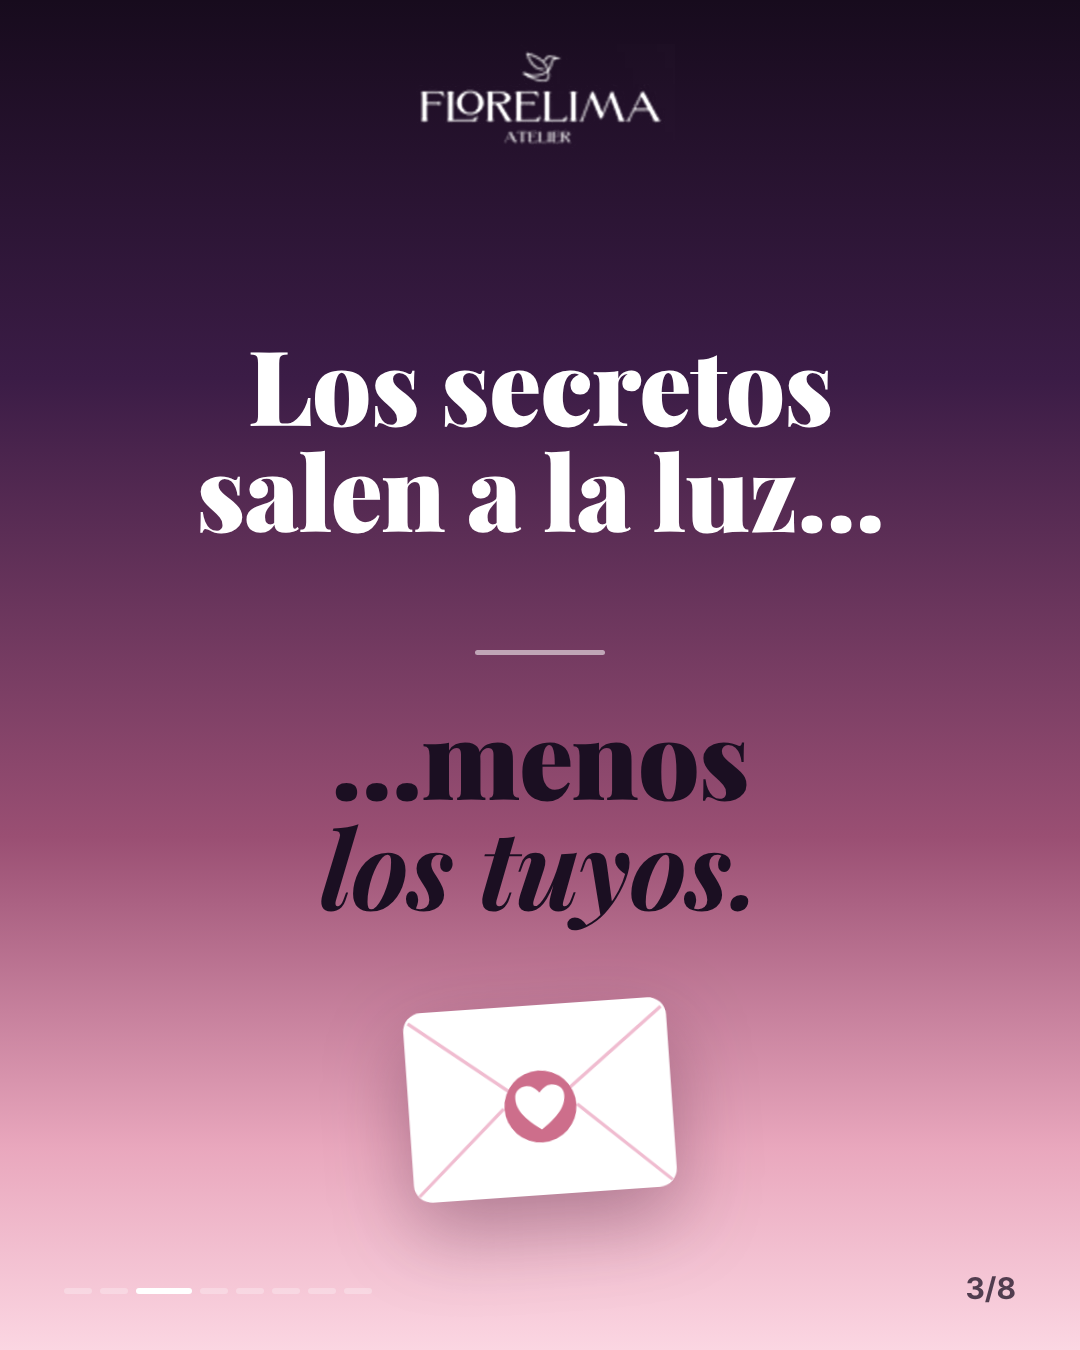 FLORELIMA
ATELIER
Los secretos
salen a la luz...
...menos
los tuyos.
3/8